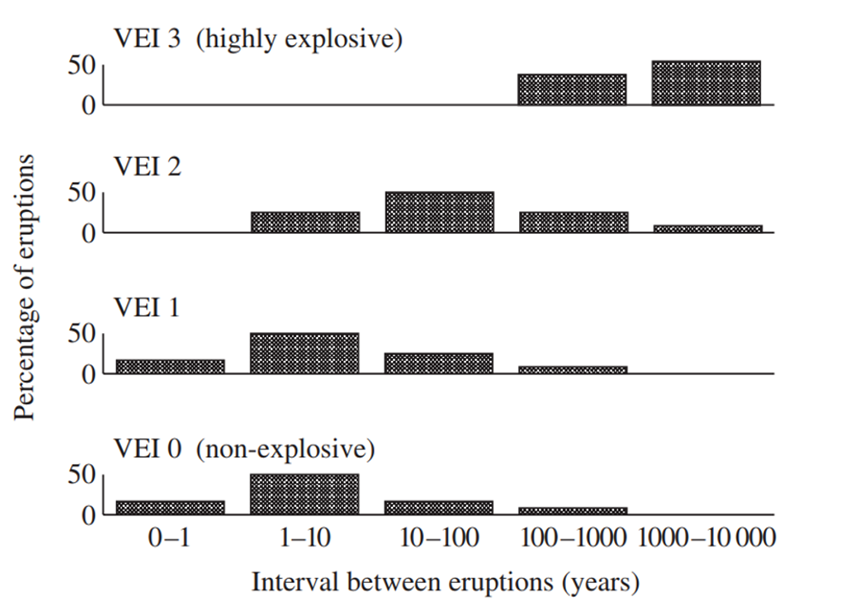 VEI 3 (highly explosive)
50
0
VEI 2
50
0
Percentage of eruptions
VEI 1
50
0
VEI 0 (non-explosive)
50
0
0–1 1–10 10–100 100–1000 1000–10 000
Interval between eruptions (years)